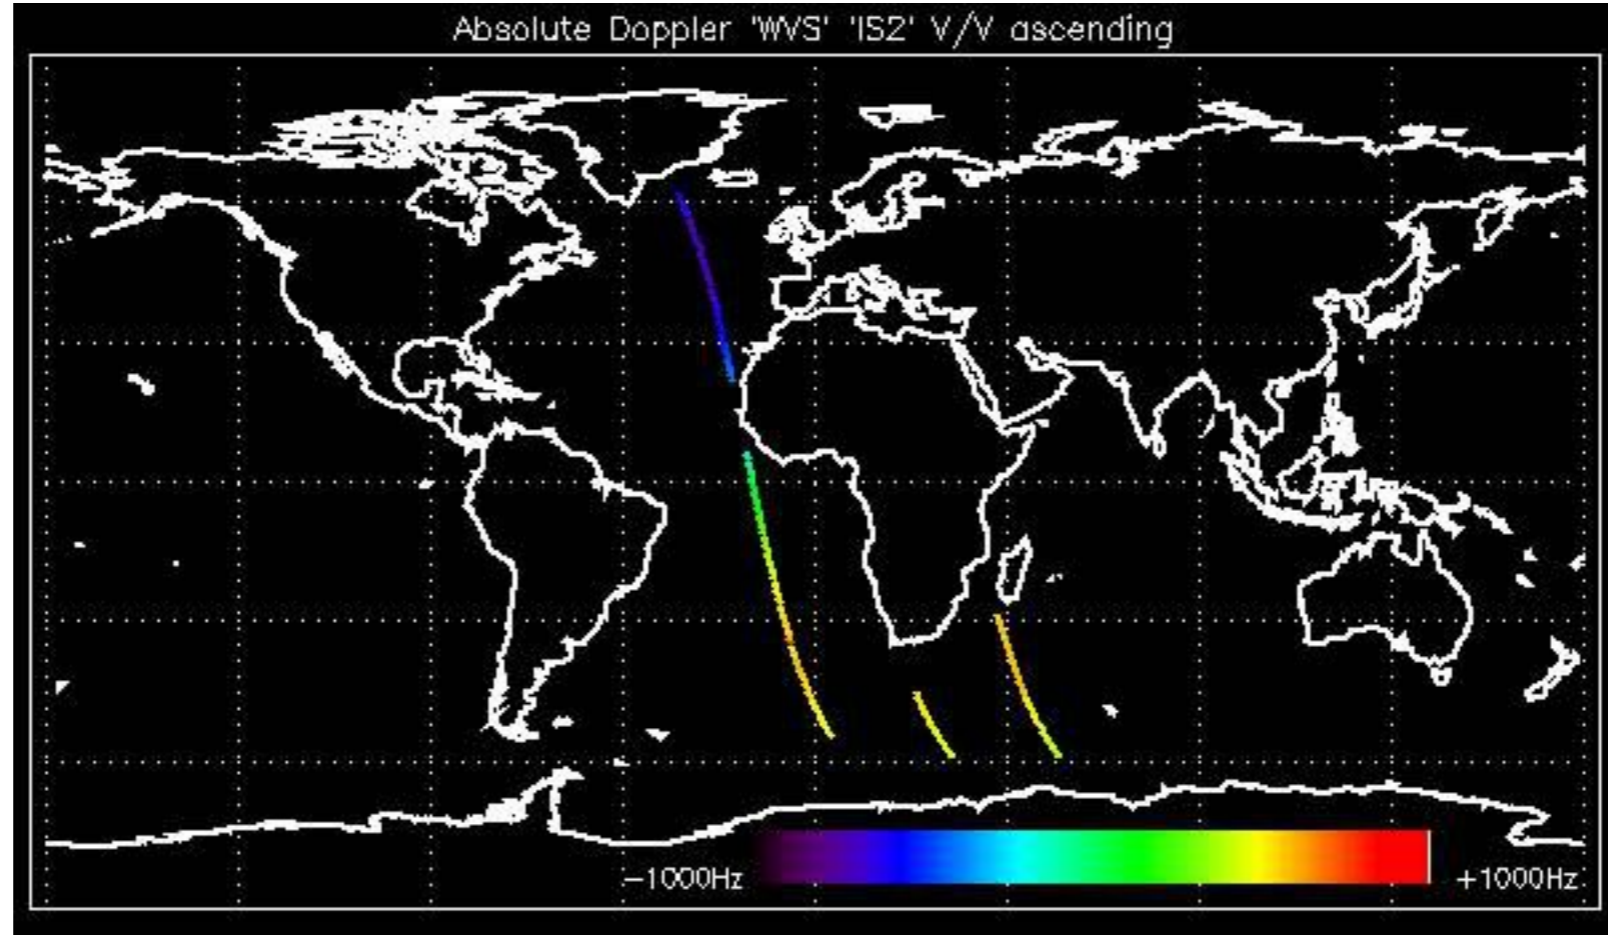 Absolute Doppler 'WVS' 'IS2' V/V ascending
−1000Hz
+1000Hz